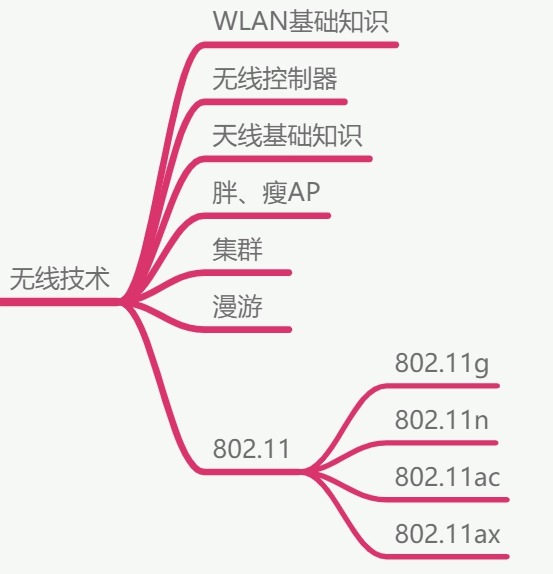 WLAN基础知识
无线控制器
天线基础知识
胖、瘦AP
集群
无线技术
漫游
802.11g
802.11n
802.11
802.11ac
802.11ax